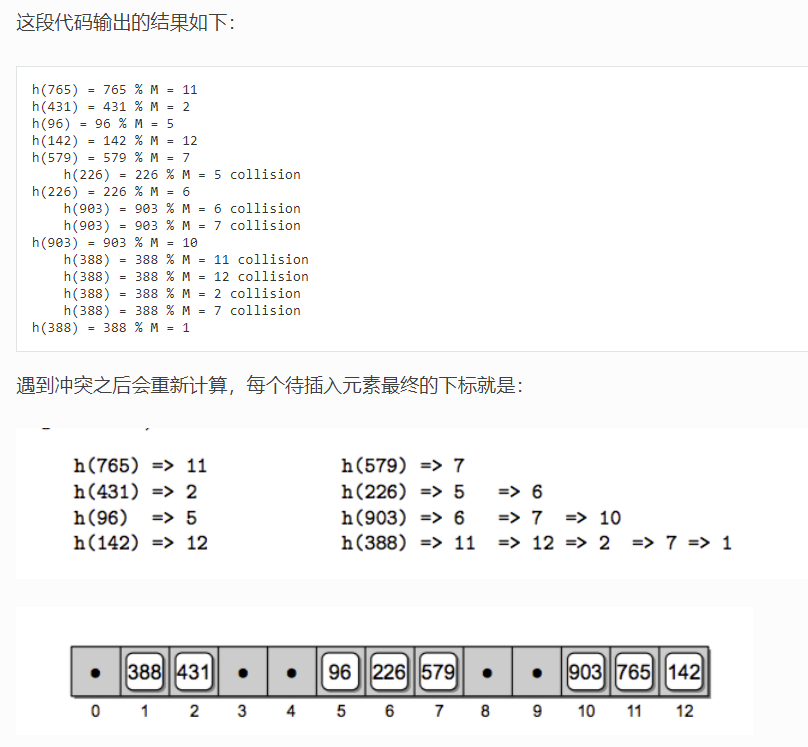 这段代码输出的结果如下：
h(765) = 765 % M = 11
h(431) = 431 % M = 2
h(96) = 96 % M = 5
h(142) = 142 % M = 12
h(579) = 579 % M = 7
h(226) = 226 % M = 5 collision
h(226) = 226 % M = 6
h(903) = 903 % M = 6 collision
h(903) = 903 % M = 7 collision
h(903) = 903 % M = 10
h(388) = 388 % M = 11 collision
h(388) = 388 % M = 12 collision
h(388) = 388 % M = 2 collision
h(388) = 388 % M = 7 collision
h(388) = 388 % M = 1
遇到冲突之后会重新计算，每个待插入元素最终的下标就是：
h(765) => 11 h(579) => 7
h(431) => 2 h(226) => 5 => 6
h(96) => 5 h(903) => 6 => 7 => 10
h(142) => 12 h(388) => 11 => 12 => 2 => 7 => 1
388 431 96 226 579 903 765 142
0 1 2 3 4 5 6 7 8 9 10 11 12